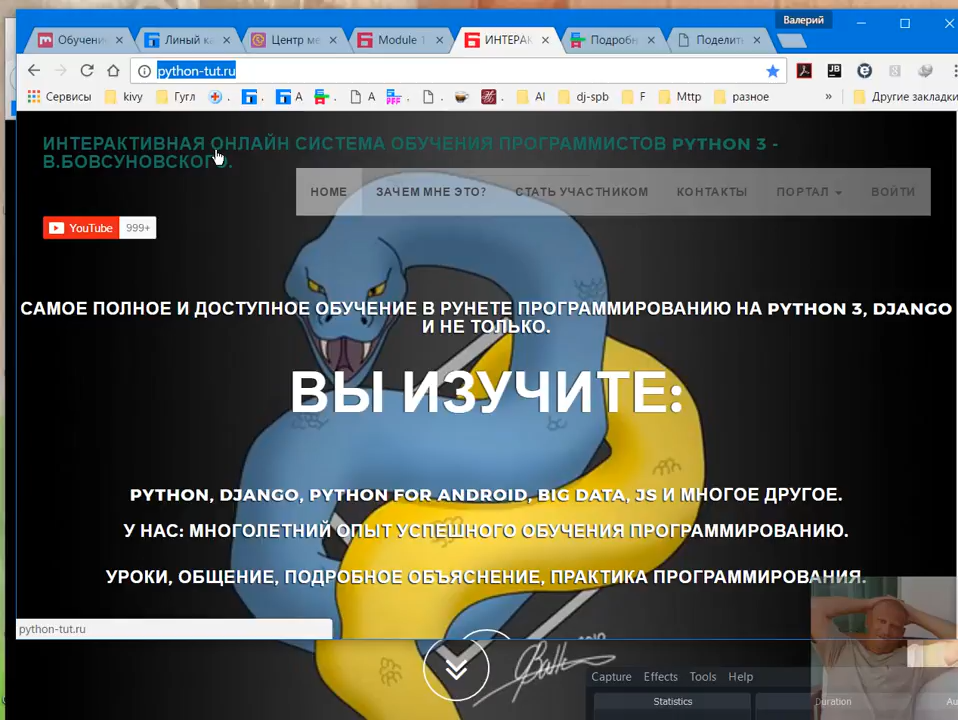 Валерий
Обучени
Линый ка
Центр ме
Module 1
ИНТЕРАК
Подробн
Поделить
python-tut.ru
Сервисы kivy Гугл . . А А . AI dj-spb F Mttp разное » Другие закладки
ИНТЕРАКТИВНАЯ ОНЛАЙН СИСТЕМА ОБУЧЕНИЯ ПРОГРАММИСТОВ PYTHON 3 -
В.БОВСУНОВСКОГО.
HOME ЗАЧЕМ МНЕ ЭТО? СТАТЬ УЧАСТНИКОМ КОНТАКТЫ ПОРТАЛ ВОЙТИ
YouTube 999+
САМОЕ ПОЛНОЕ И ДОСТУПНОЕ ОБУЧЕНИЕ В РУНЕТЕ ПРОГРАММИРОВАНИЮ НА PYTHON 3, DJANGO
И НЕ ТОЛЬКО.
ВЫ ИЗУЧИТЕ:
PYTHON, DJANGO, PYTHON FOR ANDROID, BIG DATA, JS И МНОГОЕ ДРУГОЕ.
У НАС: МНОГОЛЕТНИЙ ОПЫТ УСПЕШНОГО ОБУЧЕНИЯ ПРОГРАММИРОВАНИЮ.
УРОКИ, ОБЩЕНИЕ, ПОДРОБНОЕ ОБЪЯСНЕНИЕ, ПРАКТИКА ПРОГРАММИРОВАНИЯ.
python-tut.ru
Capture Effects Tools Help
Statistics Duration Au